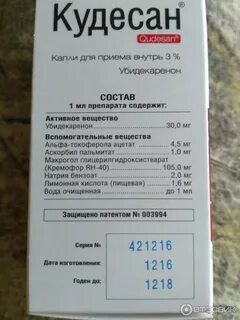 Кудесан®
Qudesan®
Капли для приема внутрь 3 %
Убидекаренон
СОСТАВ
1 мл препарата содержит:
Активное вещество
Убидекаренон 30,0 мг
Вспомогательные вещества
Альфа-токоферола ацетат 4,5 мг
Аскорбил пальмитат 1,0 мг
Макрогол глицерилгидроксистеарат
(Кремофор RH-40) 105,0 мг
Натрия бензоат 2,0 мг
Лимонная кислота (пищевая) 1,6 мг
Вода очищенная до 1 мл
Защищено патентом № 003994
Серия № 421216
Дата изготовления: 1216
Годен до: 1218
отзовик